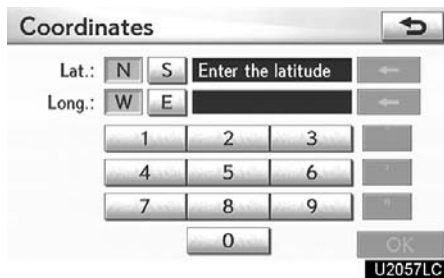 Coordinates
Lat.: N S Enter the latitude
Long.: W E
1 2 3 °
4 5 6 '
7 8 9 "
0 OK
U2057LC